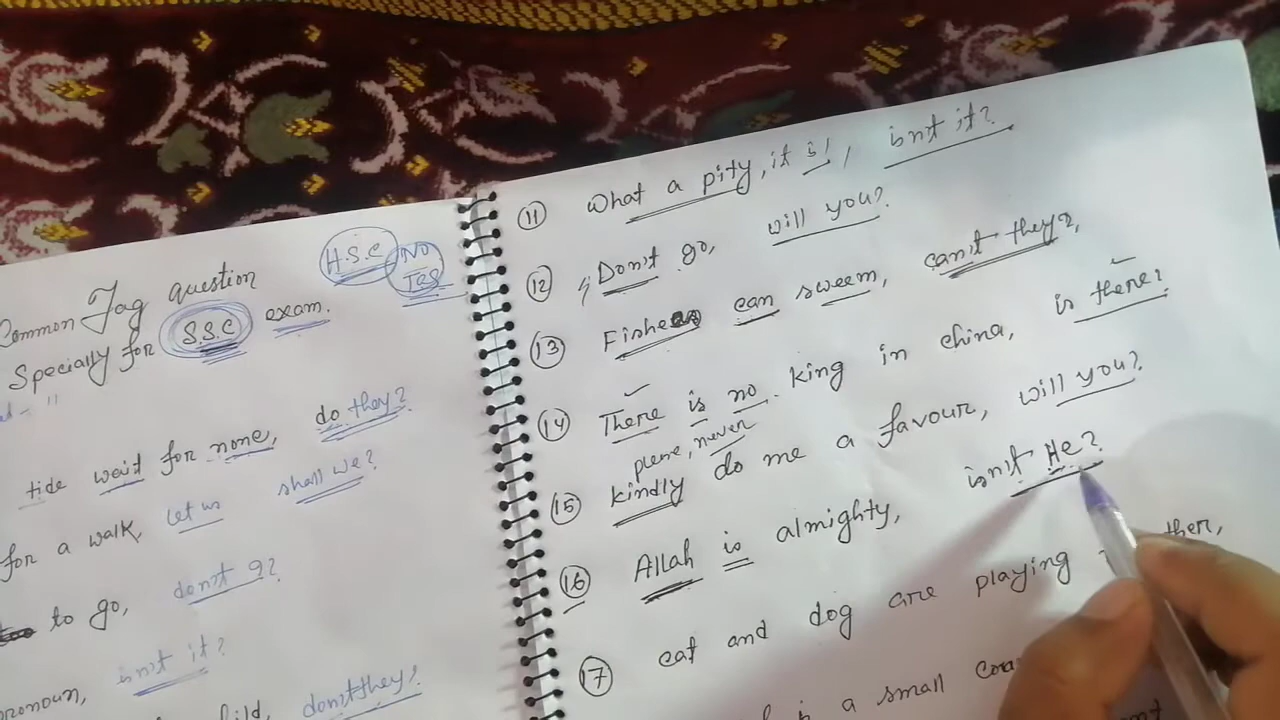 Common Tag question
H.S.C
No
Tag
Specially for S.S.C exam.
tide wait for none, do they?
for a walk, Let us shall we?
to go, don't I?
pronoun, isn't it?
don't they?
11 What a pity, it is!, isn't it?
12 Don't go, will you?
13 Fishes can sweem, can't they?
14 There is no king in china, is there?
please, never
15 kindly do me a favour, will you?
16 Allah is almighty, isn't He?
17 cat and dog are playing
a small